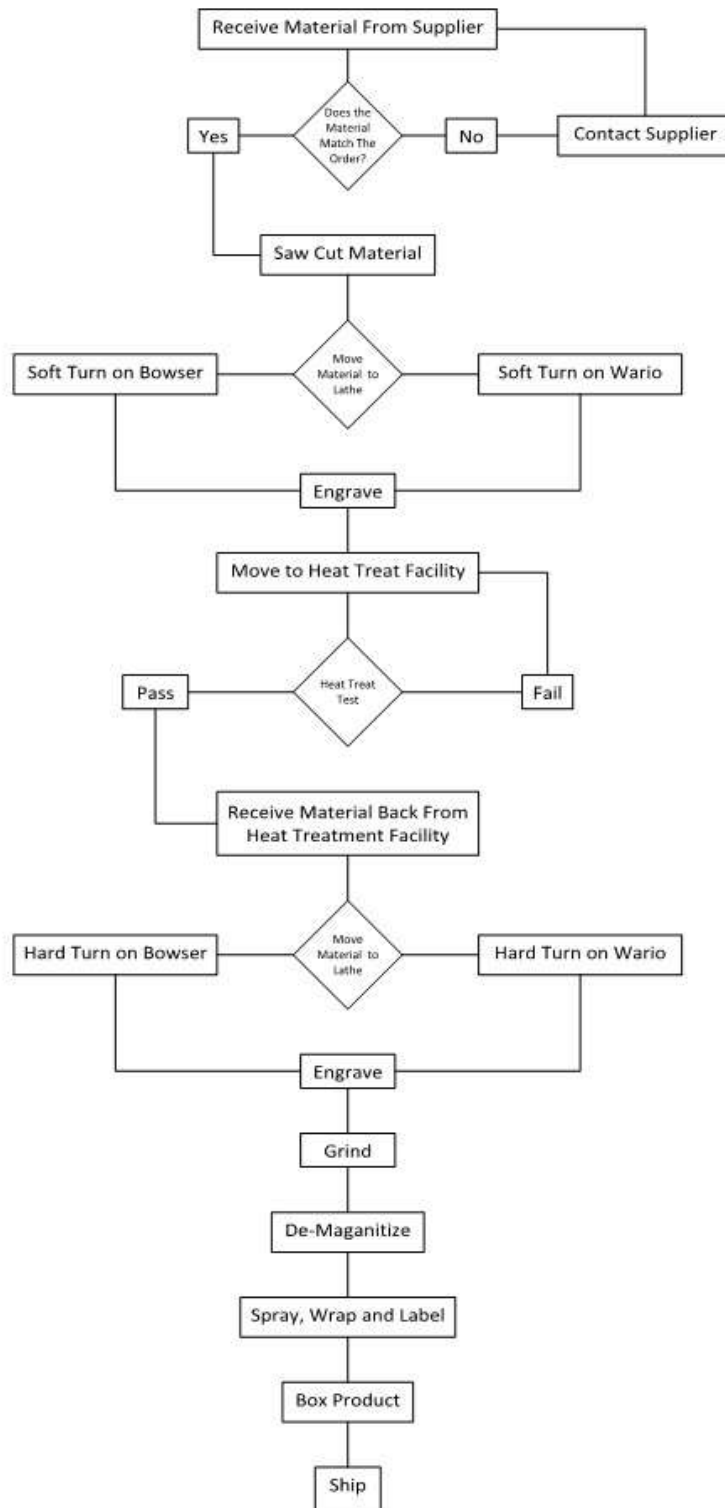 Receive Material From Supplier
Does the
Material
Match The
Order?
Yes
No
Contact Supplier
Saw Cut Material
Soft Turn on Bowser
Move
Material to
Lathe
Soft Turn on Wario
Engrave
Move to Heat Treat Facility
Pass
Heat Treat
Test
Fail
Receive Material Back From
Heat Treatment Facility
Hard Turn on Bowser
Move
Material to
Lathe
Hard Turn on Wario
Engrave
Grind
De-Maganitize
Spray, Wrap and Label
Box Product
Ship